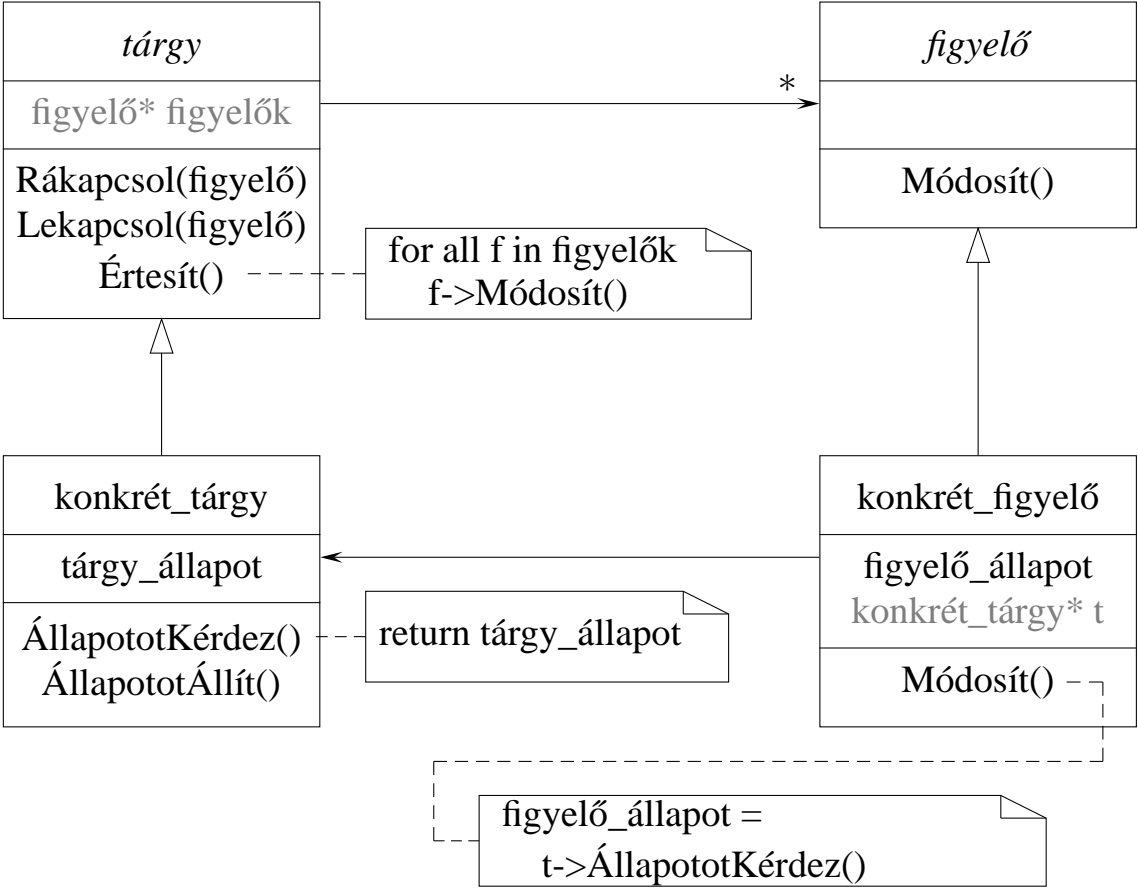 tárgy
figyelő* figyelők
Rákapcsol(figyelő)
Lekapcsol(figyelő)
Értesít()
for all f in figyelők
f->Módosít()
*
figyelő
Módosít()
konkrét_tárgy
tárgy_állapot
ÁllapototKérdez()
ÁllapototÁllít()
return tárgy_állapot
konkrét_figyelő
figyelő_állapot
konkrét_tárgy* t
Módosít()
figyelő_állapot =
t->ÁllapototKérdez()